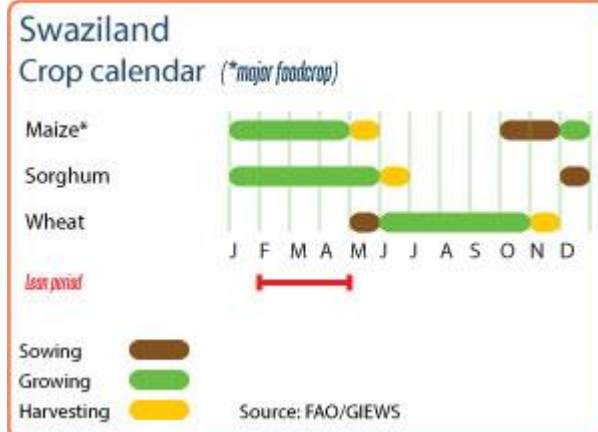 Swaziland
Crop calendar (*major foodcrop)
Maize*
Sorghum
Wheat
J F M A M J J A S O N D
Lean period
Sowing
Growing
Harvesting
Source: FAO/GIEWS